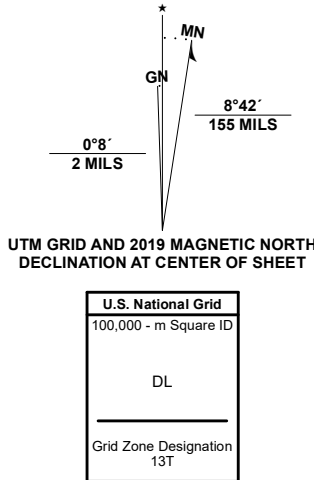 ★
MN
GN
8°42´
155 MILS
0°8´
2 MILS
UTM GRID AND 2019 MAGNETIC NORTH
DECLINATION AT CENTER OF SHEET
U.S. National Grid
100,000 - m Square ID
DL
Grid Zone Designation
13T